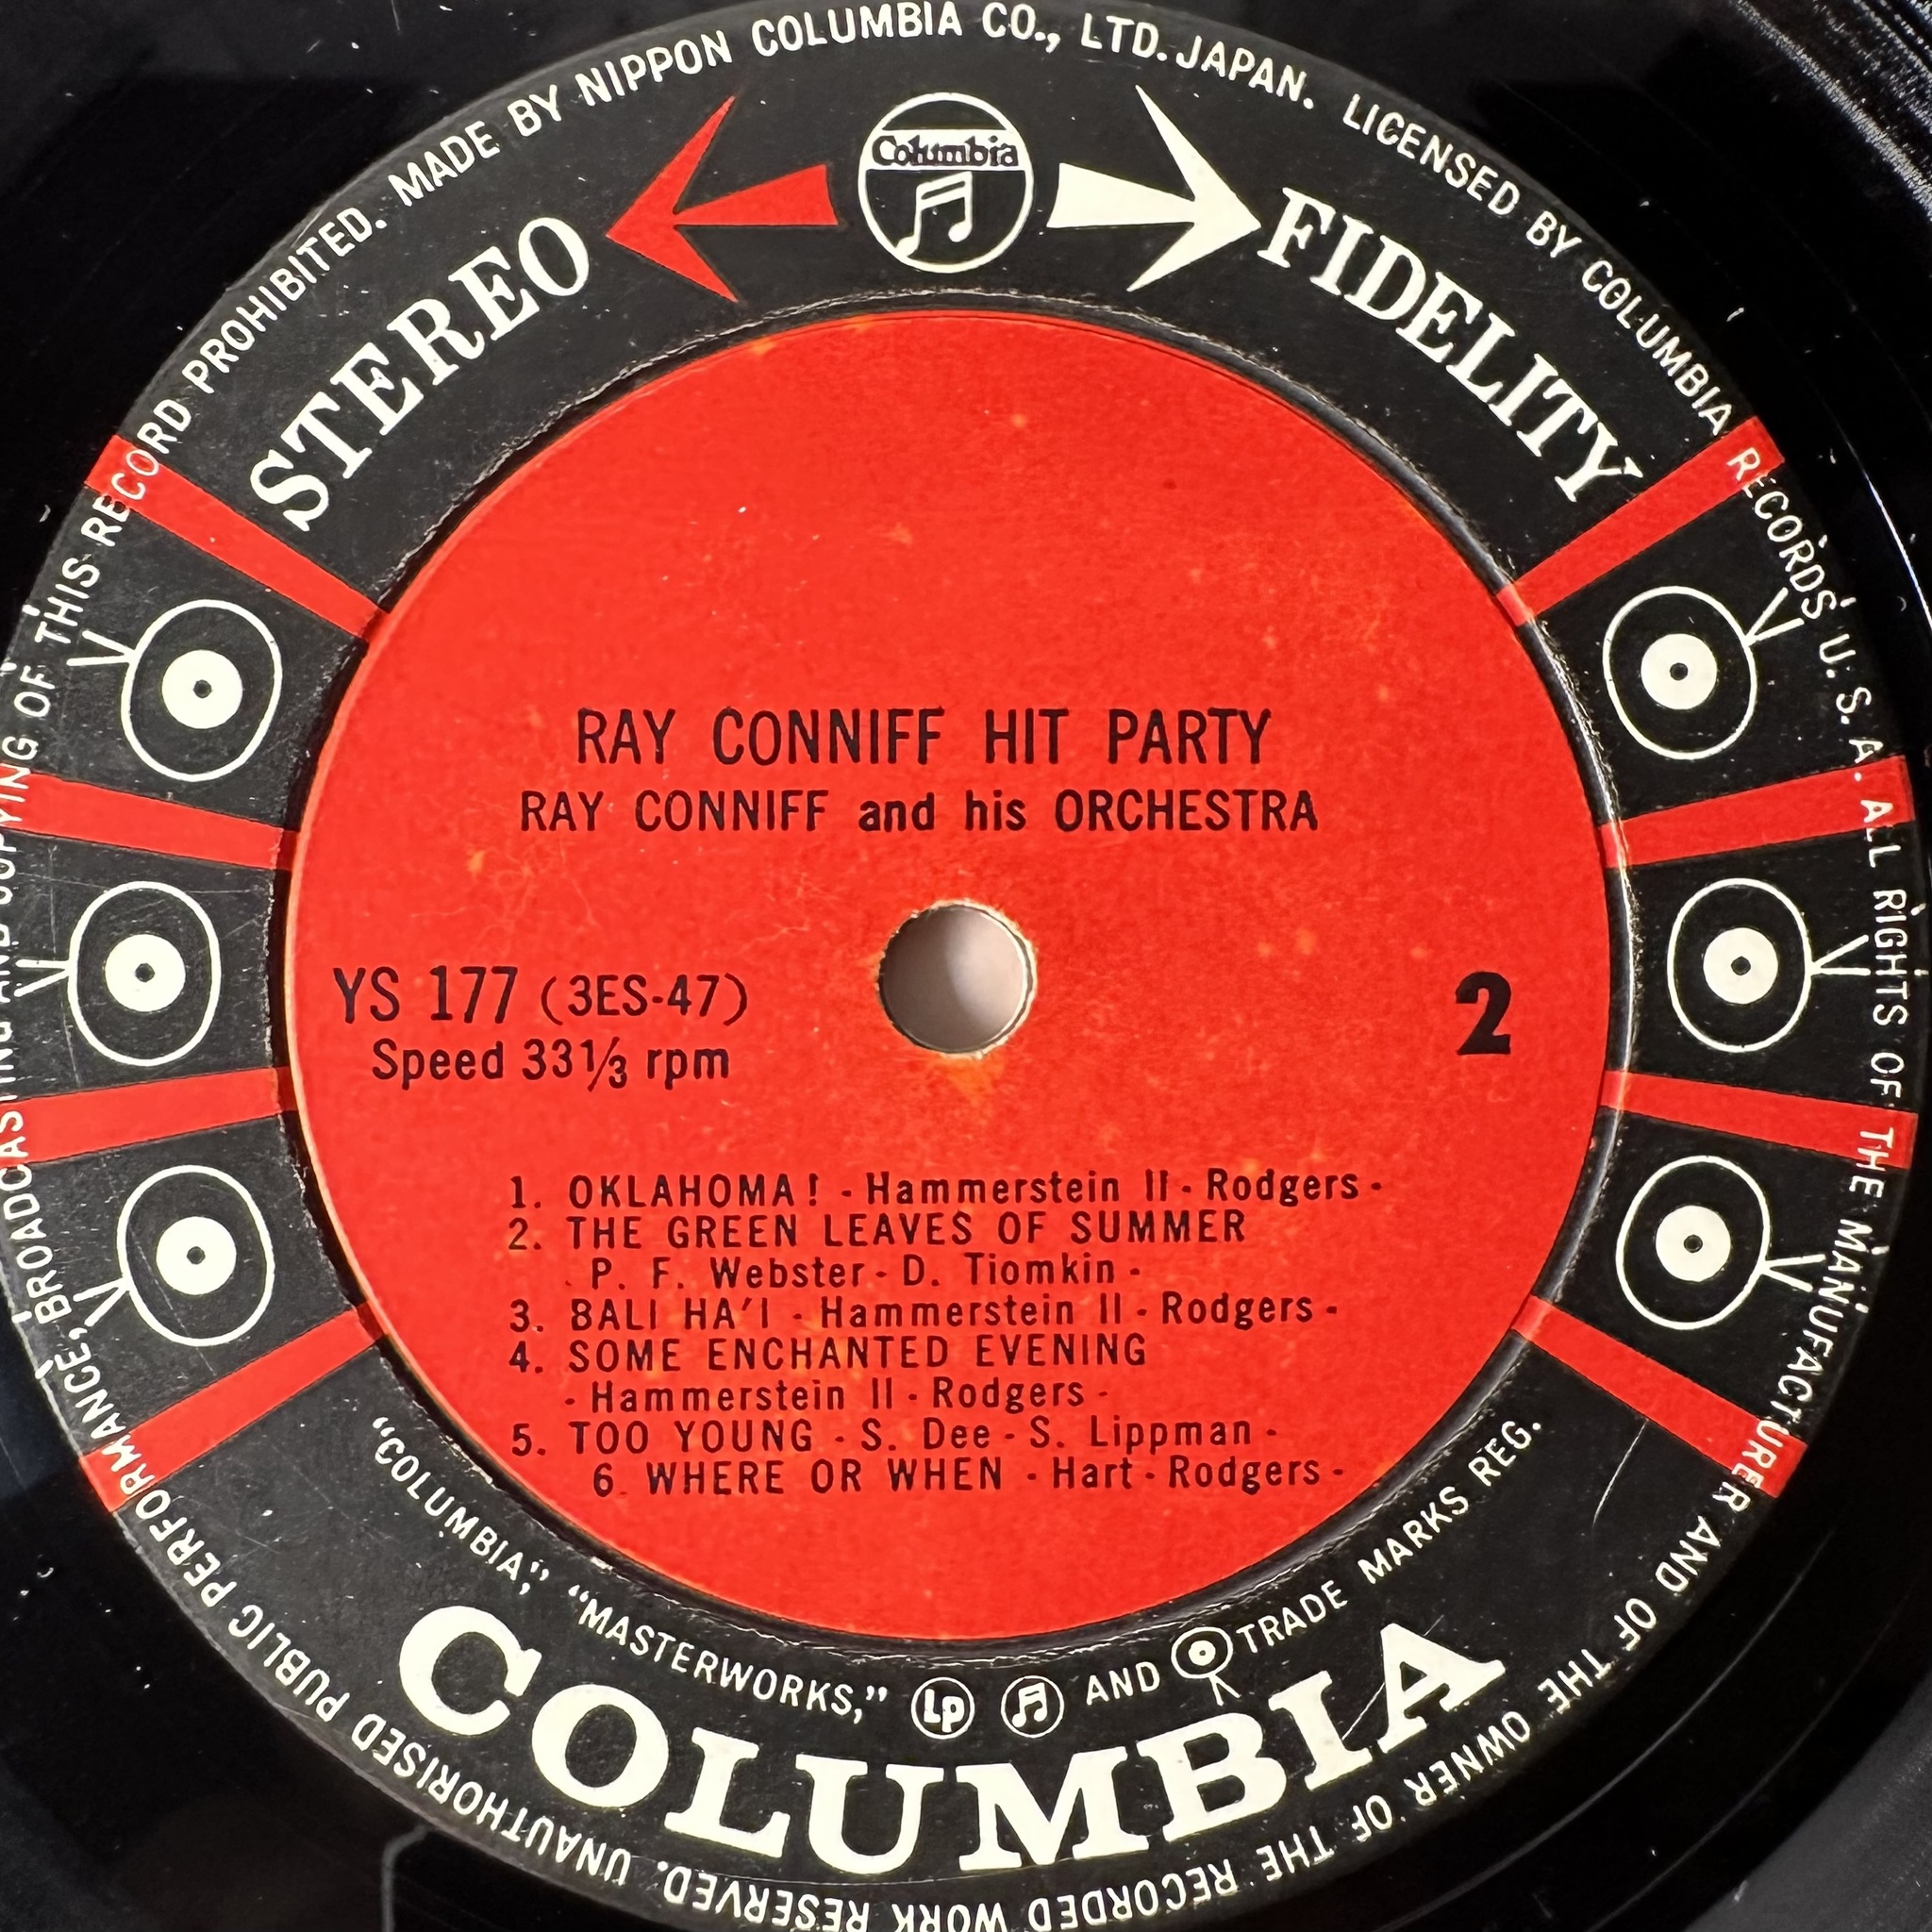 MADE BY NIPPON COLUMBIA CO., LTD. JAPAN. LICENSED BY COLUMBIA RECORDS U.S.A. ALL RIGHTS OF THE MANUFACTURER AND OF THE OWNER OF THE RECORDED WORK RESERVED. UNAUTHORISED PUBLIC PERFORMANCE, BROADCASTING AND COPYING OF THIS RECORD PROHIBITED.
Columbia
STEREO FIDELITY
RAY CONNIFF HIT PARTY
RAY CONNIFF and his ORCHESTRA
YS 177 (3ES-47)
Speed 33⅓ rpm
2
1. OKLAHOMA! - Hammerstein II - Rodgers -
2. THE GREEN LEAVES OF SUMMER
P. F. Webster - D. Tiomkin -
3. BALI HA'I - Hammerstein II - Rodgers -
4. SOME ENCHANTED EVENING
- Hammerstein II - Rodgers -
5. TOO YOUNG - S. Dee - S. Lippman -
6. WHERE OR WHEN - Hart - Rodgers -
"COLUMBIA," "MASTERWORKS," Lp AND TRADE MARKS REG.
COLUMBIA